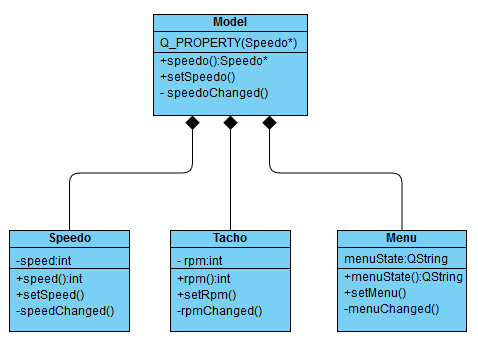 Model
Q_PROPERTY(Speedo*)
+speedo():Speedo*
+setSpeedo()
- speedoChanged()
Speedo
-speed:int
+speed():int
+setSpeed()
-speedChanged()
Tacho
- rpm:int
+rpm():int
+setRpm()
-rpmChanged()
Menu
menuState:QString
+menuState():QString
+setMenu()
-menuChanged()